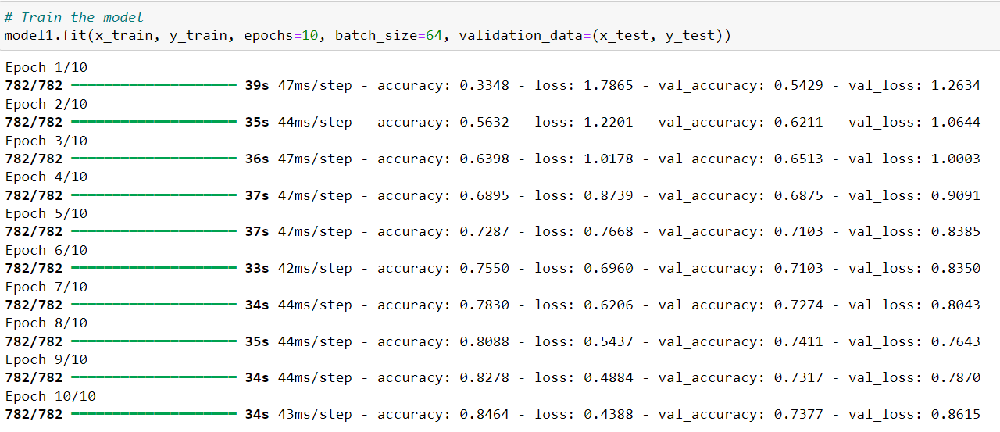 # Train the model
model1.fit(x_train, y_train, epochs=10, batch_size=64, validation_data=(x_test, y_test))
Epoch 1/10
782/782 ━━━━━━━━━━━━━━━━━━━━ 39s 47ms/step - accuracy: 0.3348 - loss: 1.7865 - val_accuracy: 0.5429 - val_loss: 1.2634
Epoch 2/10
782/782 ━━━━━━━━━━━━━━━━━━━━ 35s 44ms/step - accuracy: 0.5632 - loss: 1.2201 - val_accuracy: 0.6211 - val_loss: 1.0644
Epoch 3/10
782/782 ━━━━━━━━━━━━━━━━━━━━ 36s 47ms/step - accuracy: 0.6398 - loss: 1.0178 - val_accuracy: 0.6513 - val_loss: 1.0003
Epoch 4/10
782/782 ━━━━━━━━━━━━━━━━━━━━ 37s 47ms/step - accuracy: 0.6895 - loss: 0.8739 - val_accuracy: 0.6875 - val_loss: 0.9091
Epoch 5/10
782/782 ━━━━━━━━━━━━━━━━━━━━ 37s 47ms/step - accuracy: 0.7287 - loss: 0.7668 - val_accuracy: 0.7103 - val_loss: 0.8385
Epoch 6/10
782/782 ━━━━━━━━━━━━━━━━━━━━ 33s 42ms/step - accuracy: 0.7550 - loss: 0.6960 - val_accuracy: 0.7103 - val_loss: 0.8350
Epoch 7/10
782/782 ━━━━━━━━━━━━━━━━━━━━ 34s 44ms/step - accuracy: 0.7830 - loss: 0.6206 - val_accuracy: 0.7274 - val_loss: 0.8043
Epoch 8/10
782/782 ━━━━━━━━━━━━━━━━━━━━ 35s 44ms/step - accuracy: 0.8088 - loss: 0.5437 - val_accuracy: 0.7411 - val_loss: 0.7643
Epoch 9/10
782/782 ━━━━━━━━━━━━━━━━━━━━ 34s 44ms/step - accuracy: 0.8278 - loss: 0.4884 - val_accuracy: 0.7317 - val_loss: 0.7870
Epoch 10/10
782/782 ━━━━━━━━━━━━━━━━━━━━ 34s 43ms/step - accuracy: 0.8464 - loss: 0.4388 - val_accuracy: 0.7377 - val_loss: 0.8615